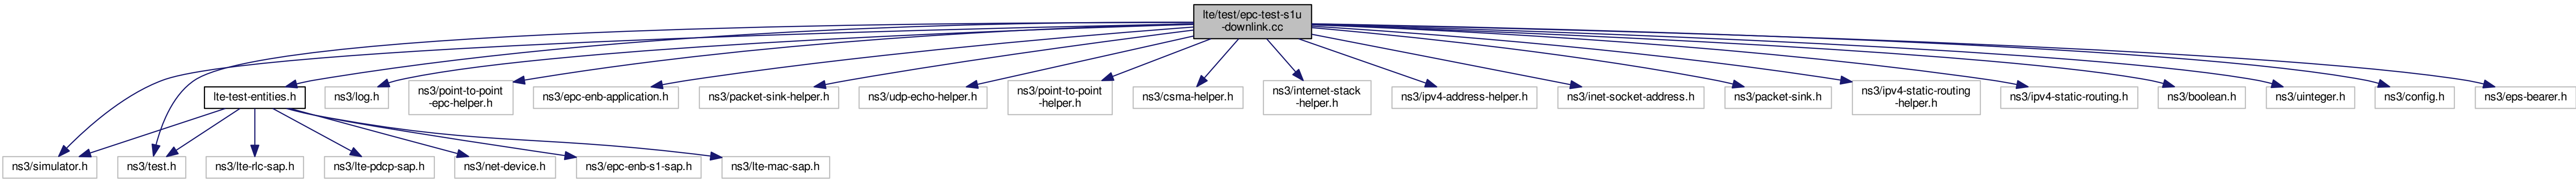 lte/test/epc-test-s1u
-downlink.cc
lte-test-entities.h
ns3/log.h
ns3/point-to-point
-epc-helper.h
ns3/epc-enb-application.h
ns3/packet-sink-helper.h
ns3/udp-echo-helper.h
ns3/point-to-point
-helper.h
ns3/csma-helper.h
ns3/internet-stack
-helper.h
ns3/ipv4-address-helper.h
ns3/inet-socket-address.h
ns3/packet-sink.h
ns3/ipv4-static-routing
-helper.h
ns3/ipv4-static-routing.h
ns3/boolean.h
ns3/uinteger.h
ns3/config.h
ns3/eps-bearer.h
ns3/simulator.h
ns3/test.h
ns3/lte-rlc-sap.h
ns3/lte-pdcp-sap.h
ns3/net-device.h
ns3/epc-enb-s1-sap.h
ns3/lte-mac-sap.h